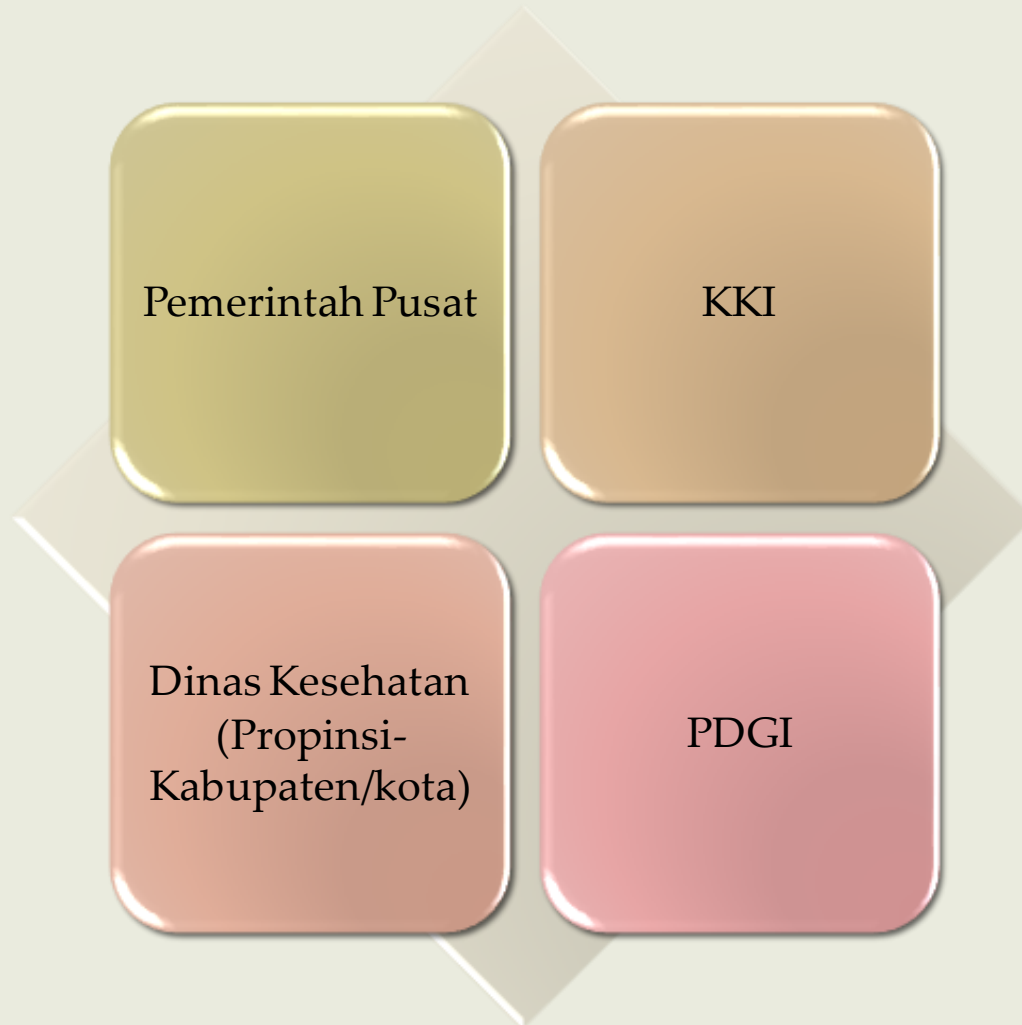 Pemerintah Pusat
KKI
Dinas Kesehatan
(Propinsi-
Kabupaten/kota)
PDGI